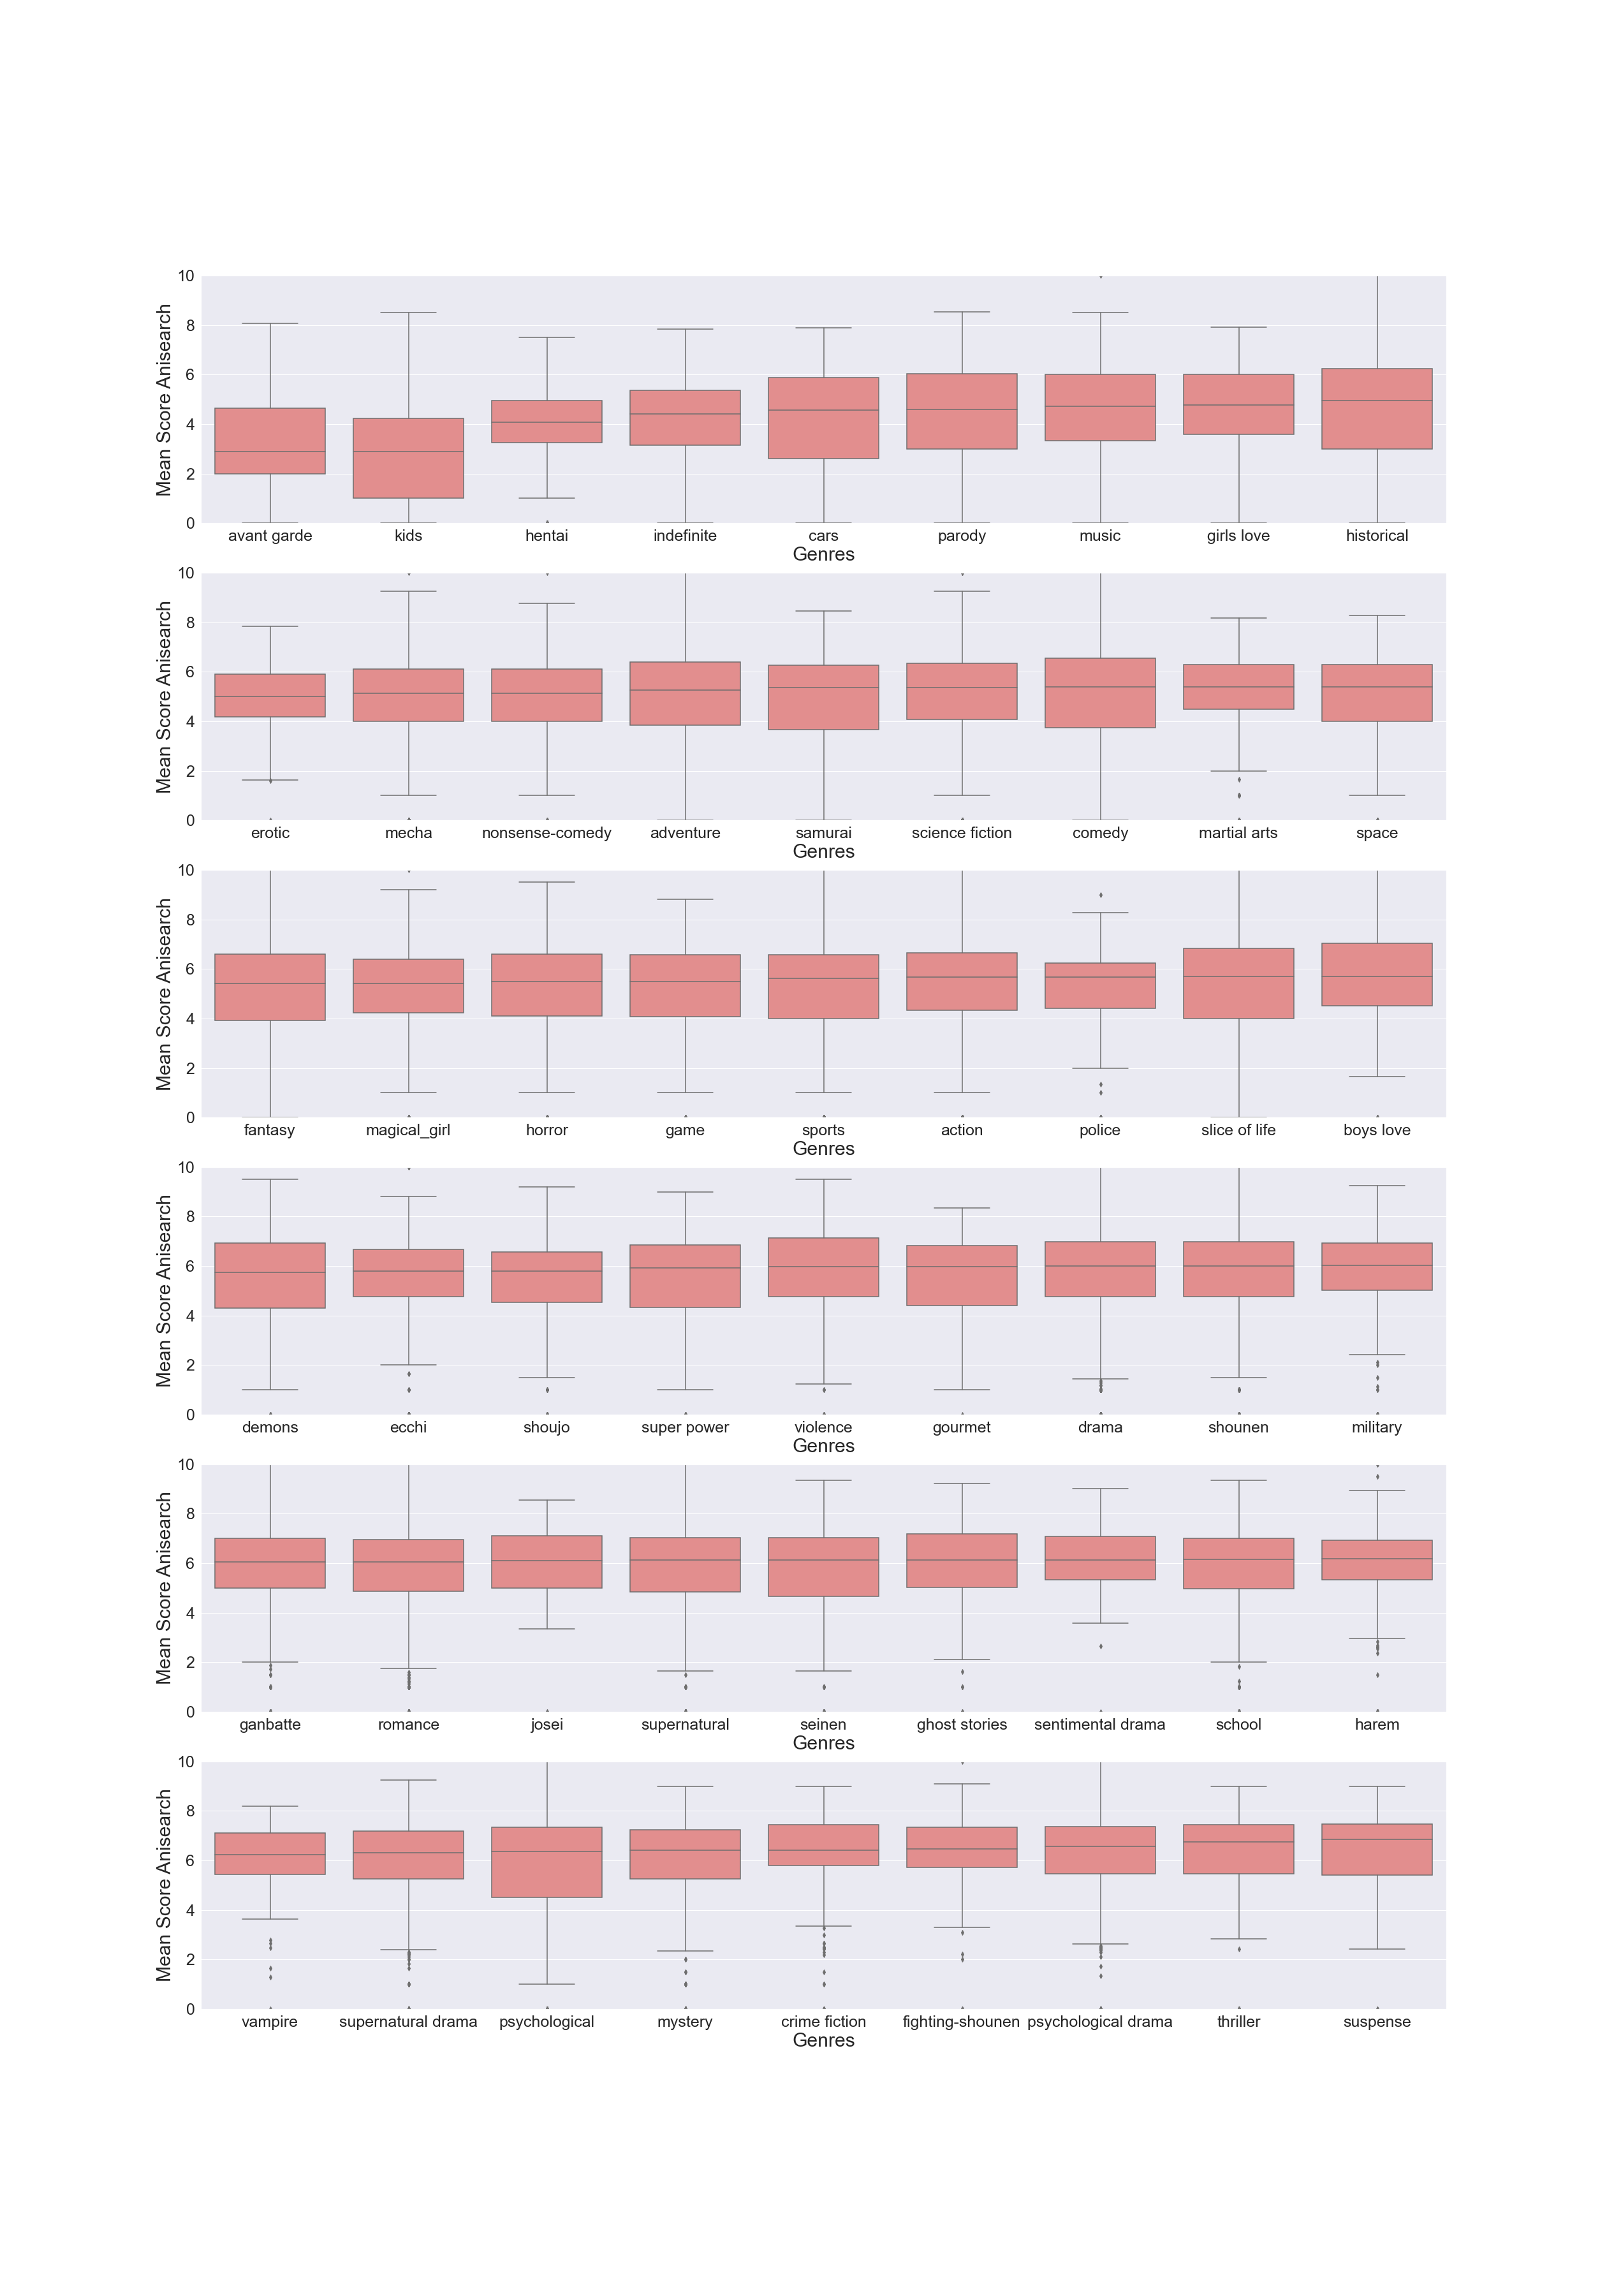 10
8
6
4
2
0
Mean Score Anisearch
avant garde kids hentai indefinite cars parody music girls love historical
Genres
10
8
6
4
2
0
Mean Score Anisearch
erotic mecha nonsense-comedy adventure samurai science fiction comedy martial arts space
Genres
10
8
6
4
2
0
Mean Score Anisearch
fantasy magical_girl horror game sports action police slice of life boys love
Genres
10
8
6
4
2
0
Mean Score Anisearch
demons ecchi shoujo super power violence gourmet drama shounen military
Genres
10
8
6
4
2
0
Mean Score Anisearch
ganbatte romance josei supernatural seinen ghost stories sentimental drama school harem
Genres
10
8
6
4
2
0
Mean Score Anisearch
vampire supernatural drama psychological mystery crime fiction fighting-shounen psychological drama thriller suspense
Genres